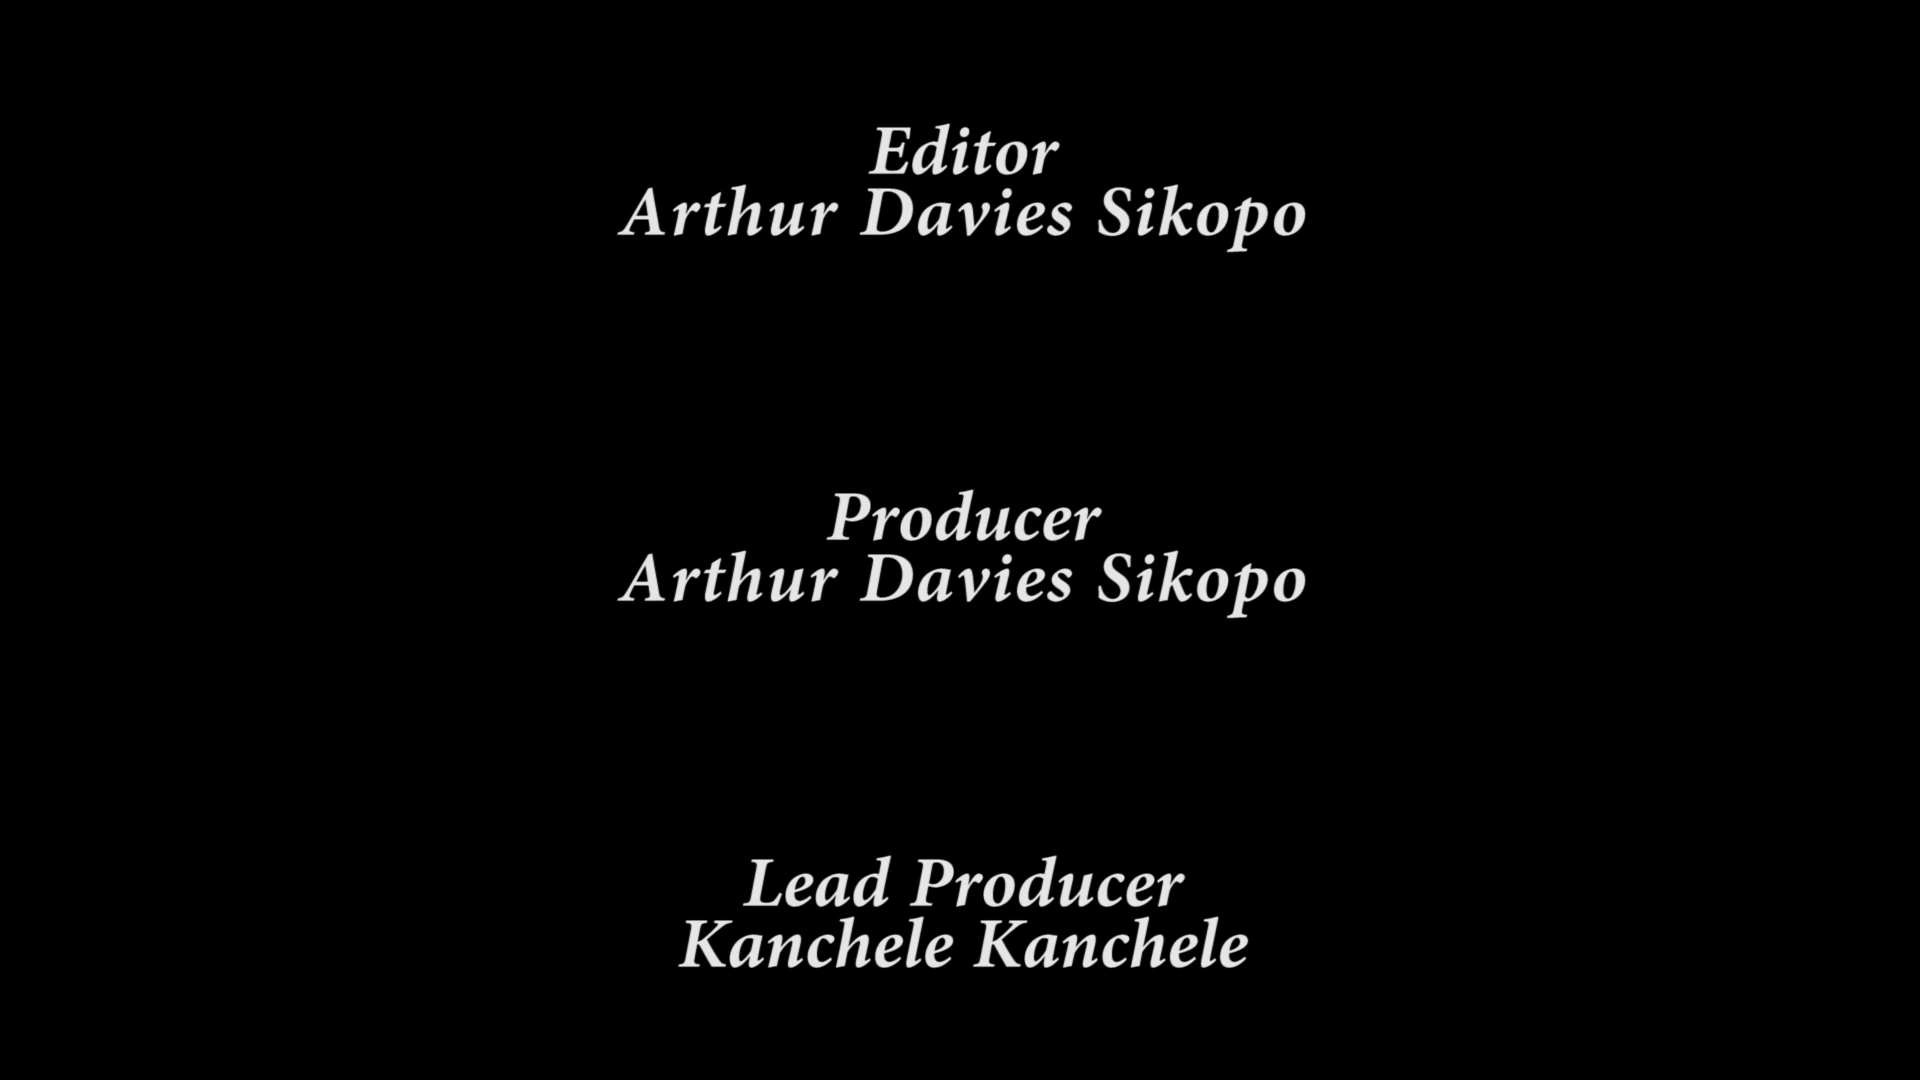 Editor
Arthur Davies Sikopo
Producer
Arthur Davies Sikopo
Lead Producer
Kanchele Kanchele